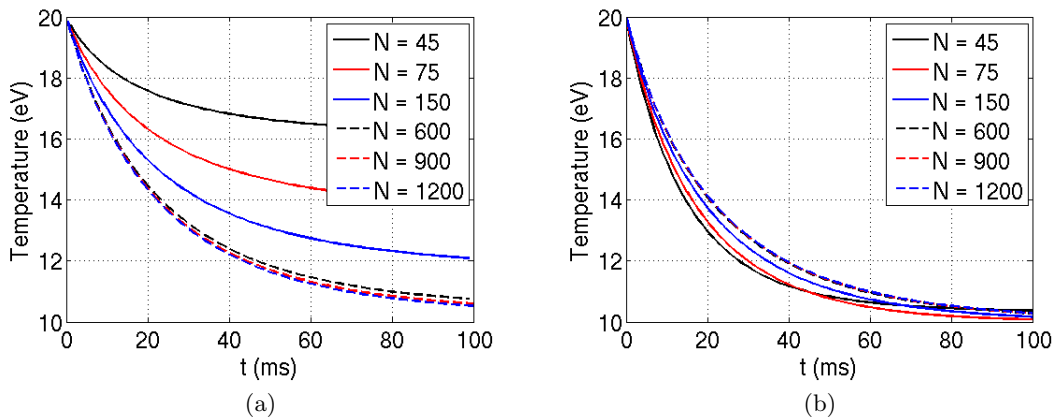 20
18
16
14
12
10
Temperature (eV)
0
20
40
60
80
100
t (ms)
N = 45
N = 75
N = 150
N = 600
N = 900
N = 1200
(a)
20
18
16
14
12
10
Temperature (eV)
0
20
40
60
80
100
t (ms)
N = 45
N = 75
N = 150
N = 600
N = 900
N = 1200
(b)